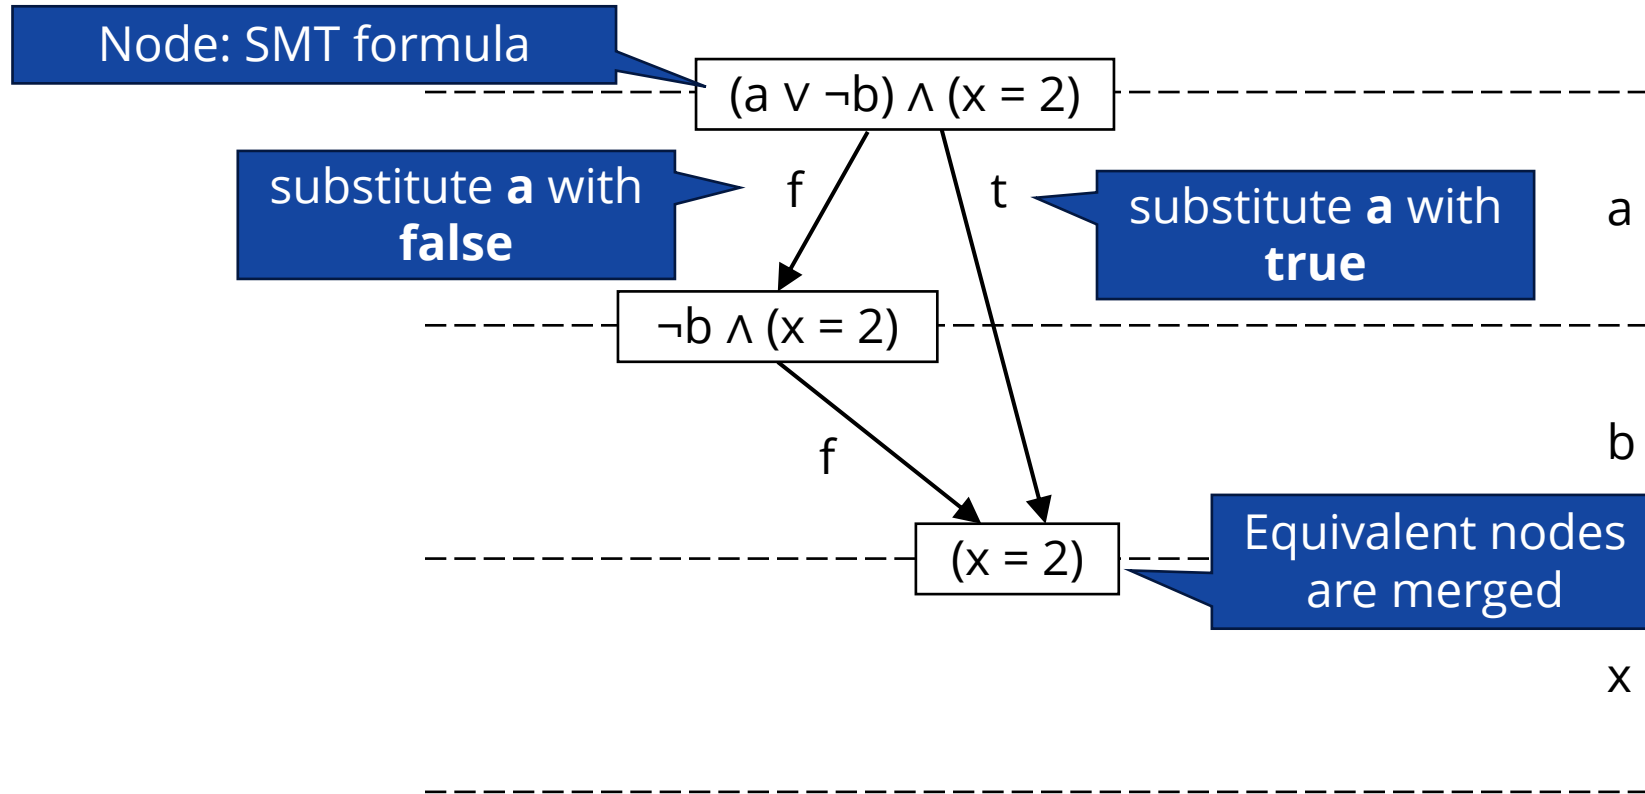 Node: SMT formula
(a ∨ ¬b) ∧ (x = 2)
substitute a with
false
f
t
substitute a with
true
a
¬b ∧ (x = 2)
f
b
(x = 2)
Equivalent nodes
are merged
x